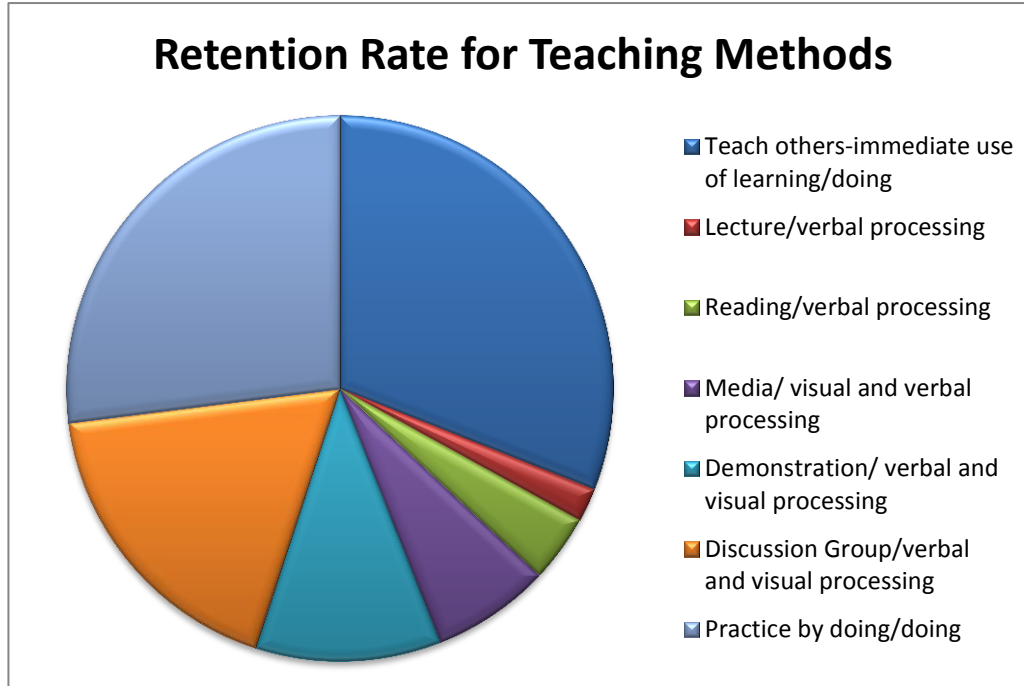 Retention Rate for Teaching Methods
Teach others-immediate use
of learning/doing
Lecture/verbal processing
Reading/verbal processing
Media/ visual and verbal
processing
Demonstration/ verbal and
visual processing
Discussion Group/verbal
and visual processing
Practice by doing/doing